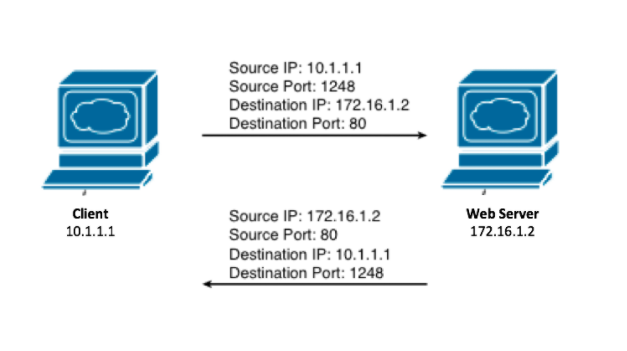 Source IP: 10.1.1.1
Source Port: 1248
Destination IP: 172.16.1.2
Destination Port: 80
Client
10.1.1.1
Web Server
172.16.1.2
Source IP: 172.16.1.2
Source Port: 80
Destination IP: 10.1.1.1
Destination Port: 1248